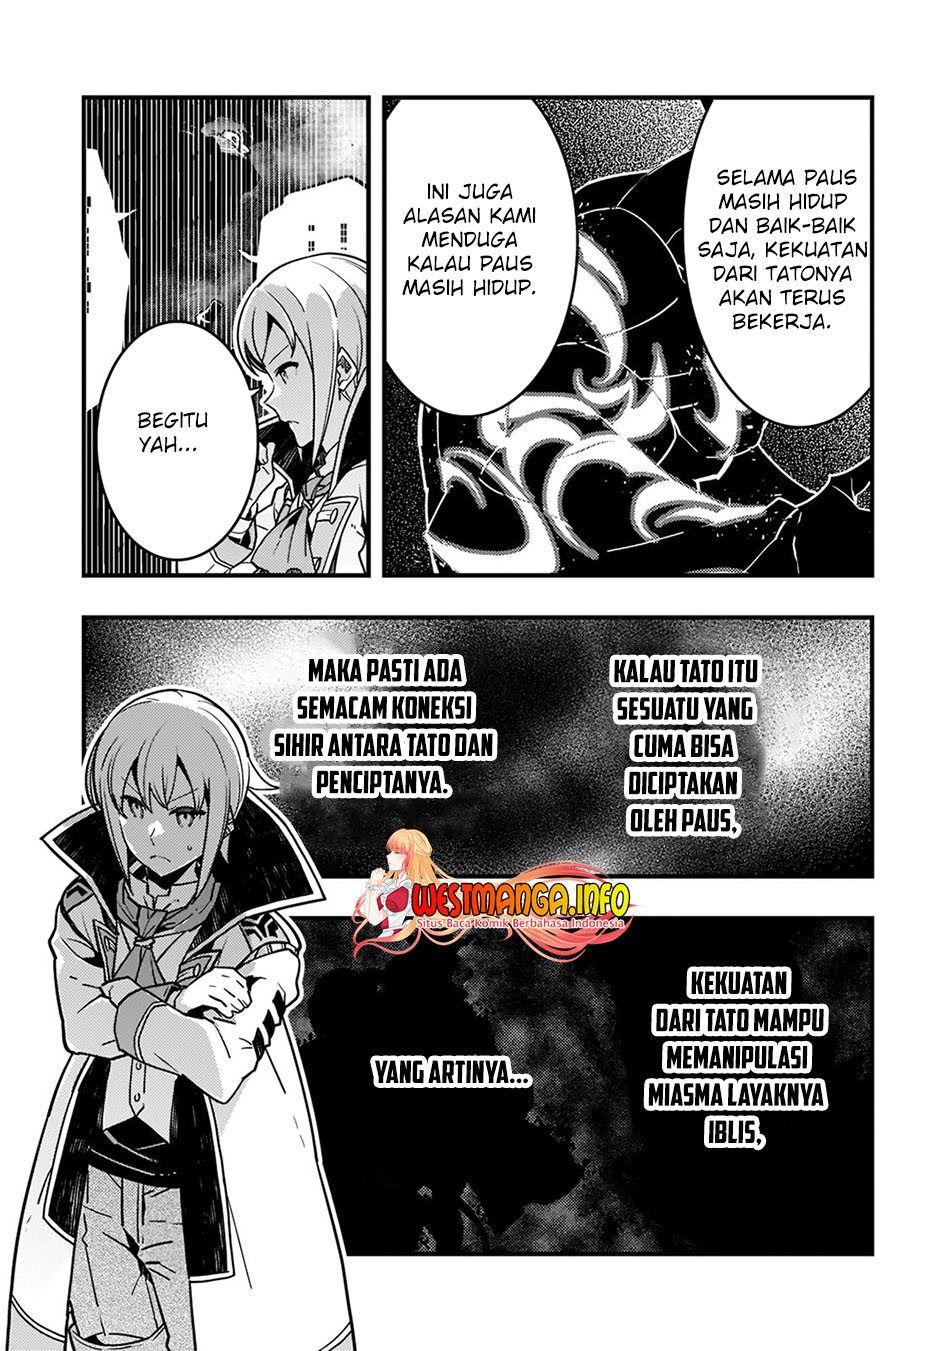 SELAMA PAUS
MASIH HIDUP
DAN BAIK-BAIK
SAJA, KEKUATAN
DARI TATONYA
AKAN TERUS
BEKERJA.
INI JUGA
ALASAN KAMI
MENDUGA
KALAU PAUS
MASIH HIDUP.
BEGITU
YAH...
KALAU TATO ITU
SESUATU YANG
CUMA BISA
DICIPTAKAN
OLEH PAUS,
MAKA PASTI ADA
SEMACAM KONEKSI
SIHIR ANTARA TATO DAN
PENCIPTANYA.
WESTMANGA.INFO
Situs Baca Komik Berbahasa Indonesia
KEKUATAN
DARI TATO MAMPU
MEMANIPULASI
MIASMA LAYAKNYA
IBLIS,
YANG ARTINYA...